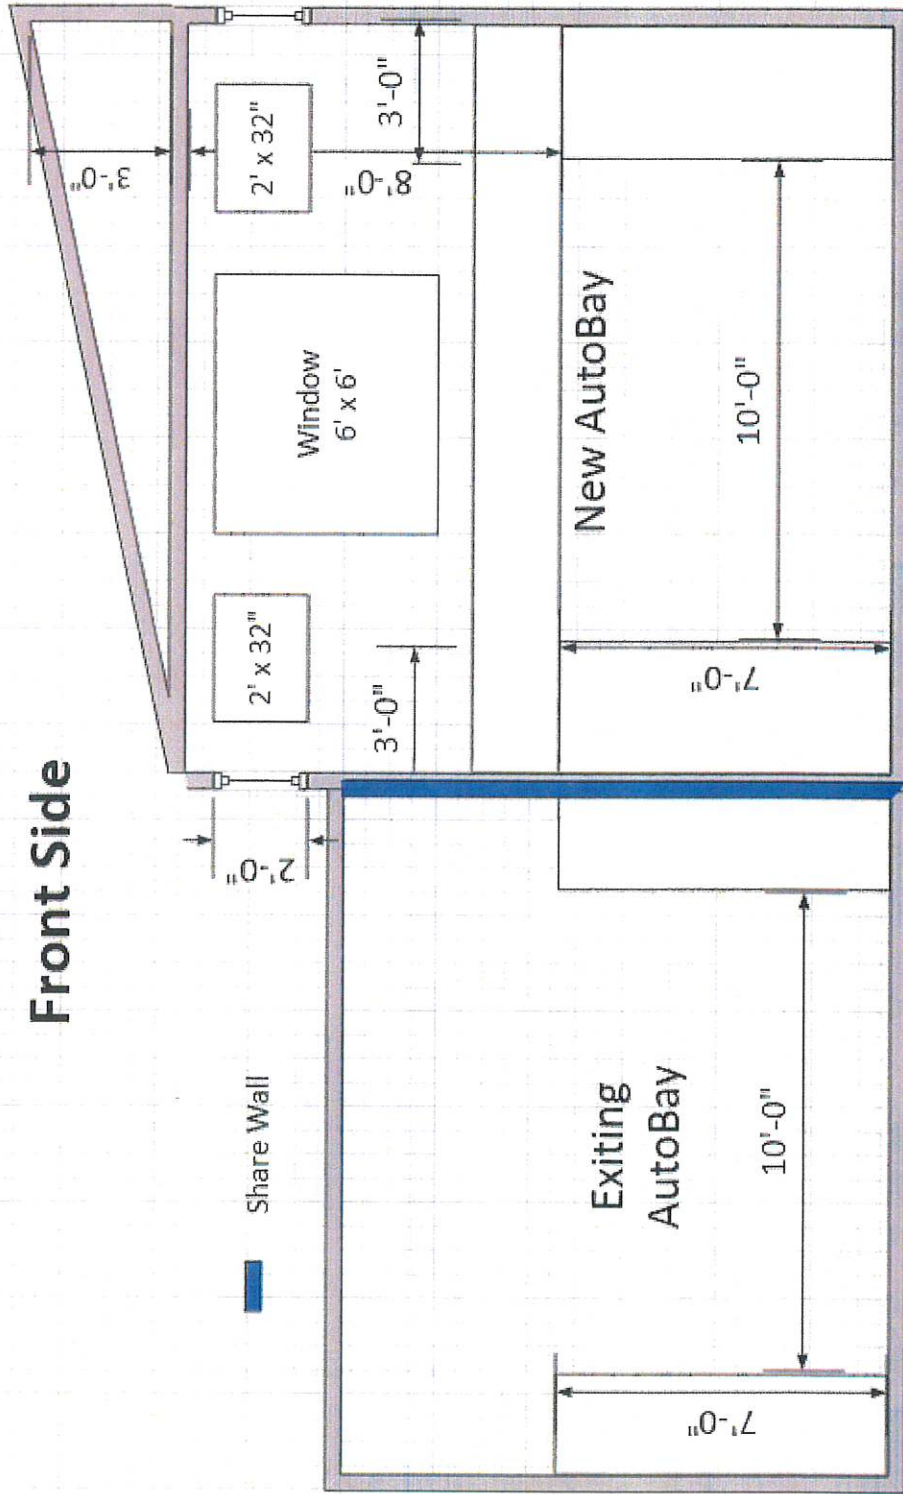 Front Side
Share Wall
2'-0"
3'-0"
2' x 32"
Window
6' x 6'
2' x 32"
3'-0"
8'-0"
3'-0"
Exiting
AutoBay
10'-0"
7'-0"
New AutoBay
10'-0"
7'-0"